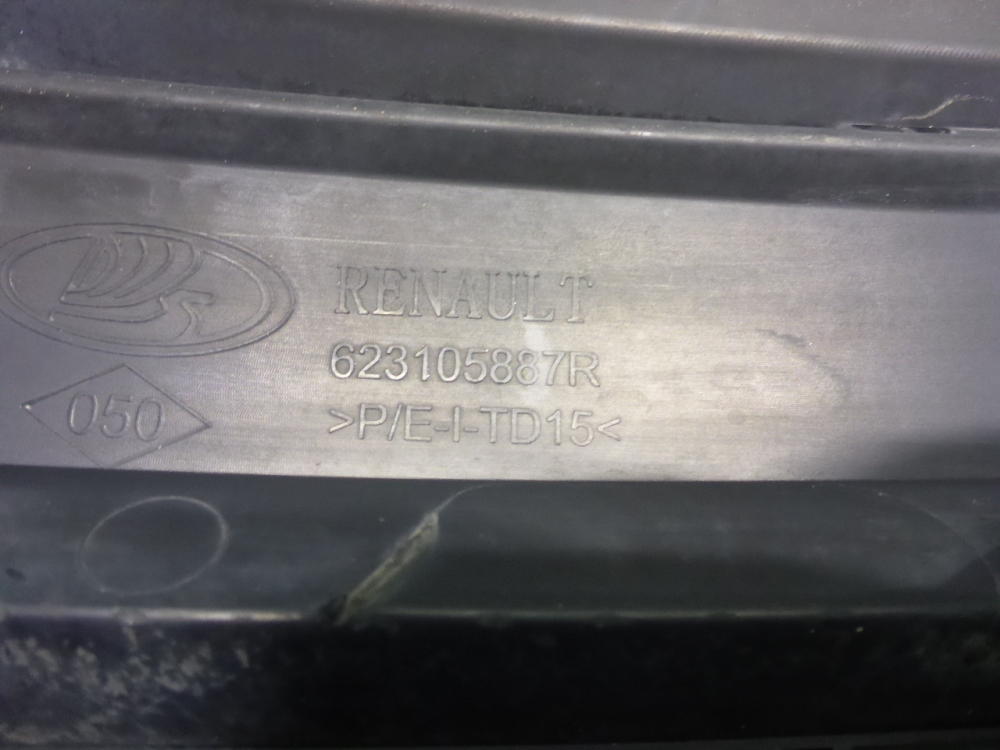 RENAULT
623105887R
050
>P/E-I-TD15<